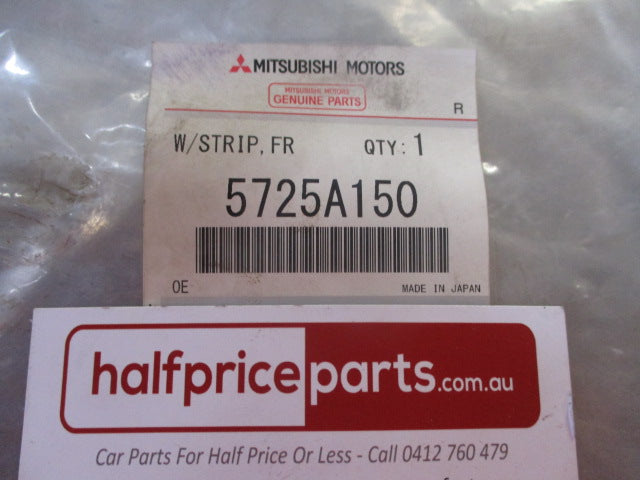 MITSUBISHI MOTORS
MITSUBISHI MOTORS
GENUINE PARTS
R
W/STRIP, FR QTY: 1
5725A150
OE MADE IN JAPAN
halfpriceparts.com.au
Car Parts For Half Price Or Less - Call 0412 760 479